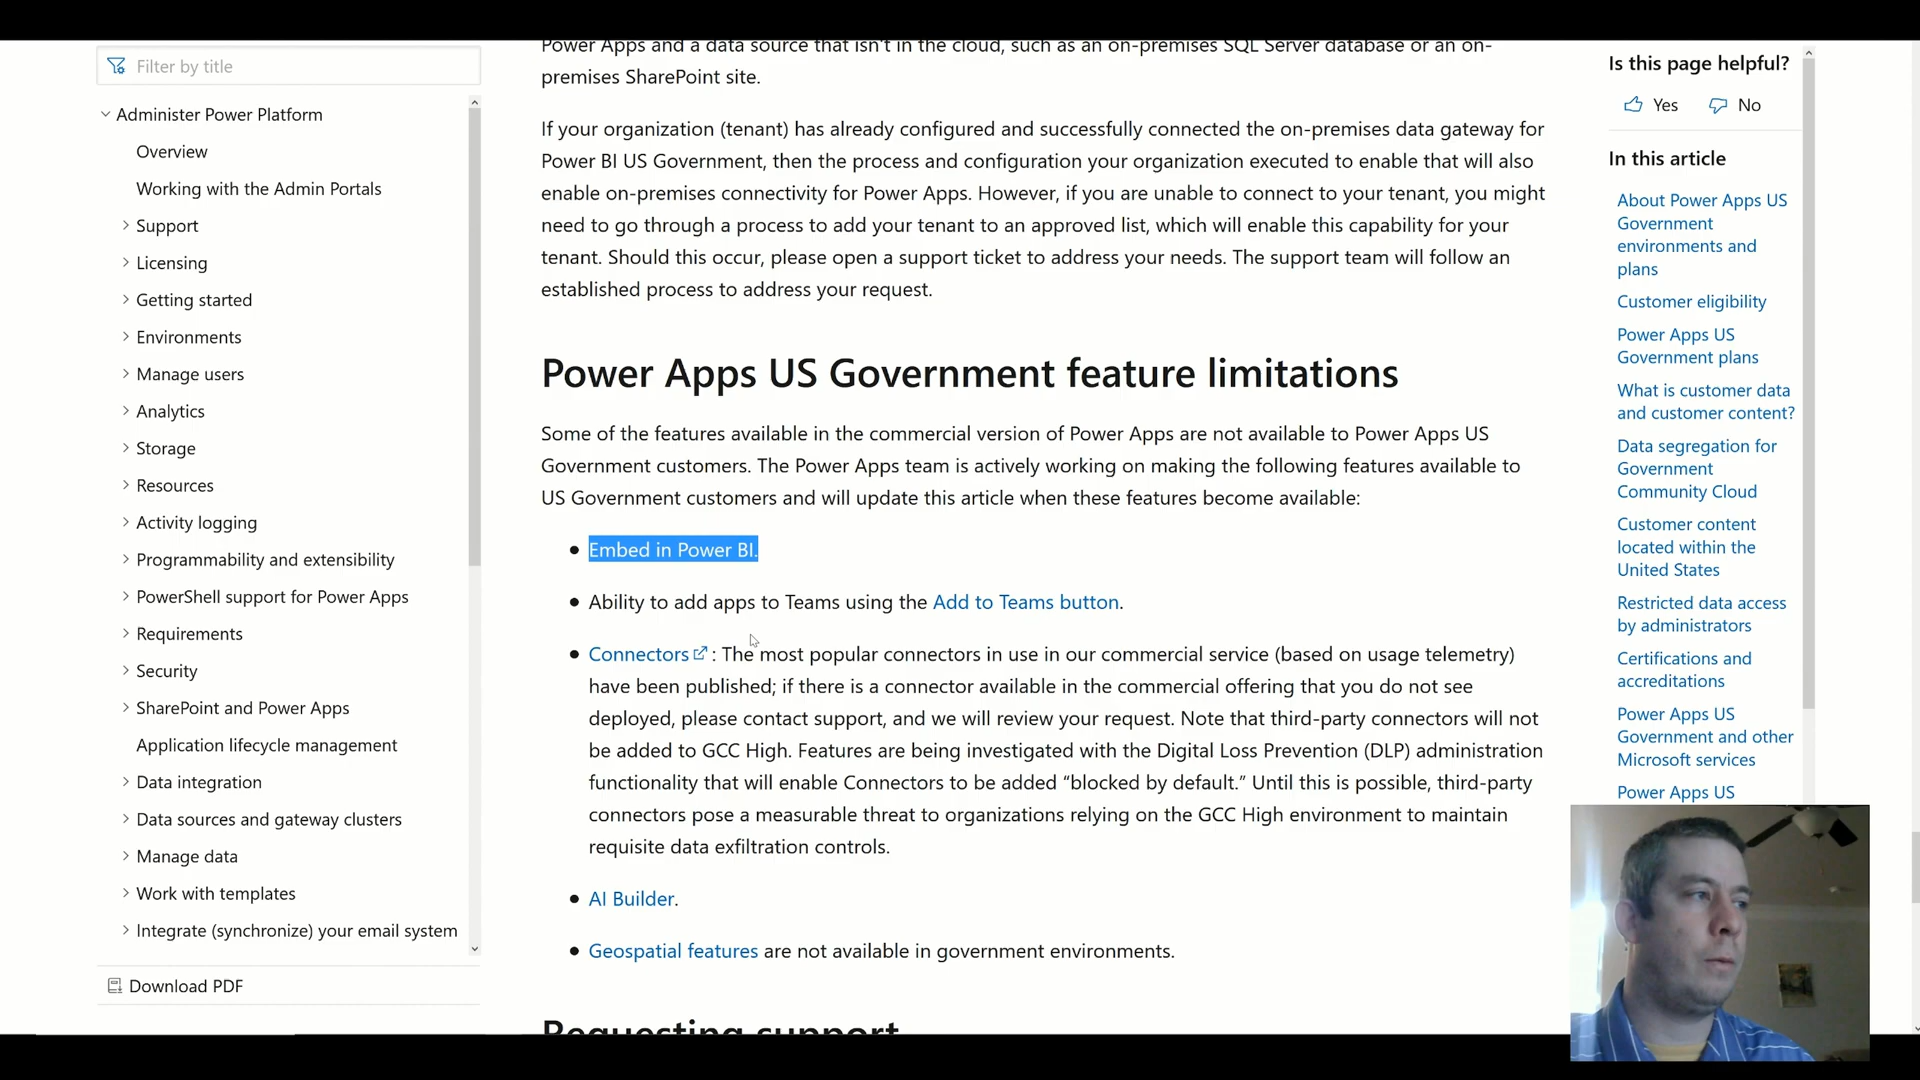 Filter by title
Administer Power Platform
Overview
Working with the Admin Portals
Support
Licensing
Getting started
Environments
Manage users
Analytics
Storage
Resources
Activity logging
Programmability and extensibility
PowerShell support for Power Apps
Requirements
Security
SharePoint and Power Apps
Application lifecycle management
Data integration
Data sources and gateway clusters
Manage data
Work with templates
Integrate (synchronize) your email system
Download PDF
Power Apps and a data source that isn't in the cloud, such as an on-premises SQL Server database or an on-
premises SharePoint site.
If your organization (tenant) has already configured and successfully connected the on-premises data gateway for
Power BI US Government, then the process and configuration your organization executed to enable that will also
enable on-premises connectivity for Power Apps. However, if you are unable to connect to your tenant, you might
need to go through a process to add your tenant to an approved list, which will enable this capability for your
tenant. Should this occur, please open a support ticket to address your needs. The support team will follow an
established process to address your request.
Power Apps US Government feature limitations
Some of the features available in the commercial version of Power Apps are not available to Power Apps US
Government customers. The Power Apps team is actively working on making the following features available to
US Government customers and will update this article when these features become available:
• Embed in Power BI.
• Ability to add apps to Teams using the Add to Teams button.
• Connectors : The most popular connectors in use in our commercial service (based on usage telemetry)
have been published; if there is a connector available in the commercial offering that you do not see
deployed, please contact support, and we will review your request. Note that third-party connectors will not
be added to GCC High. Features are being investigated with the Digital Loss Prevention (DLP) administration
functionality that will enable Connectors to be added “blocked by default.” Until this is possible, third-party
connectors pose a measurable threat to organizations relying on the GCC High environment to maintain
requisite data exfiltration controls.
• AI Builder.
• Geospatial features are not available in government environments.
Requesting support
Is this page helpful?
Yes No
In this article
About Power Apps US
Government
environments and
plans
Customer eligibility
Power Apps US
Government plans
What is customer data
and customer content?
Data segregation for
Government
Community Cloud
Customer content
located within the
United States
Restricted data access
by administrators
Certifications and
accreditations
Power Apps US
Government and other
Microsoft services
Power Apps US